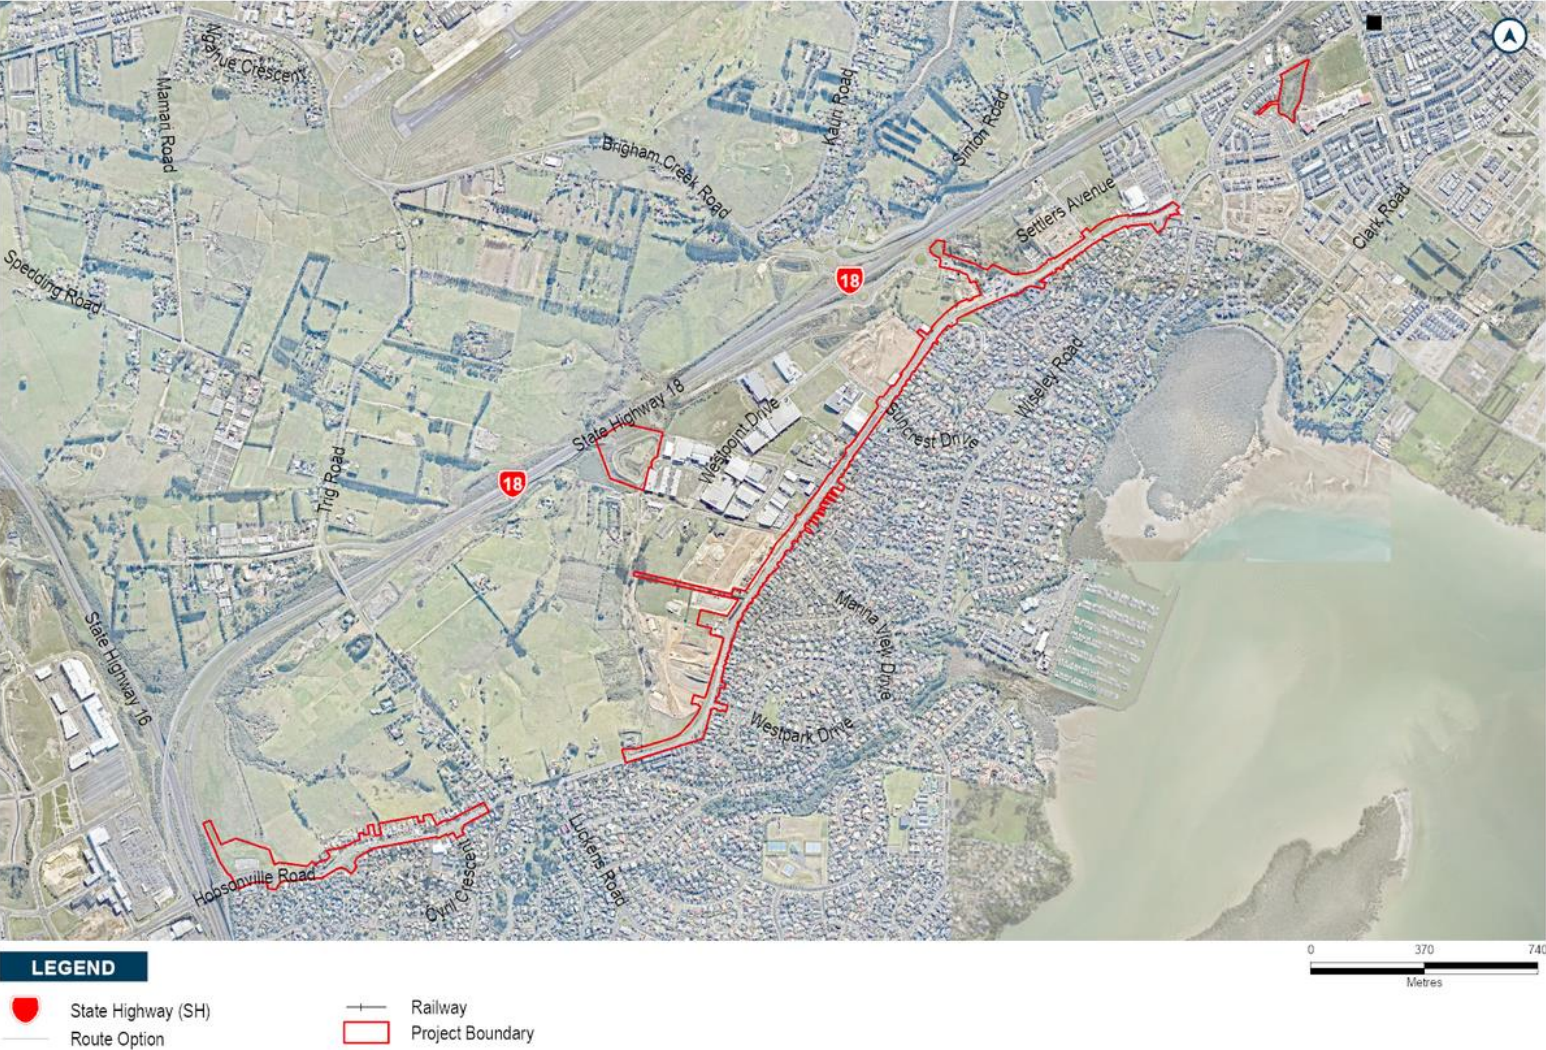 Ngahue Crescent
Mamari Road
Kauri Road
Sinton Road
Brigham Creek Road
Settlers Avenue
Clark Road
Spedding Road
18
State Highway 18
Wiseley Road
Suncrest Drive
Westpoint Drive
Trig Road
18
State Highway 16
Marina View Drive
Westpark Drive
Luckens Road
Cyril Crescent
Hobsonville Road
LEGEND
State Highway (SH)
Route Option
Railway
Project Boundary
0 370 740
Metres